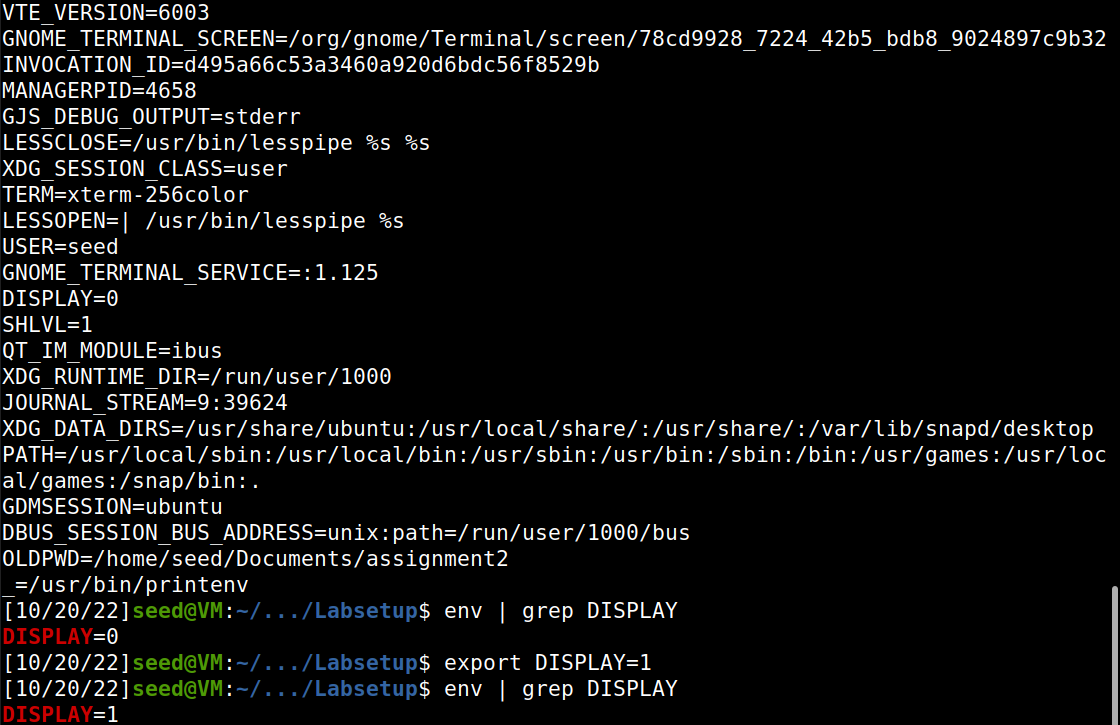 VTE_VERSION=6003
GNOME_TERMINAL_SCREEN=/org/gnome/Terminal/screen/78cd9928_7224_42b5_bdb8_9024897c9b32
INVOCATION_ID=d495a66c53a3460a920d6bdc56f8529b
MANAGERPID=4658
GJS_DEBUG_OUTPUT=stderr
LESSCLOSE=/usr/bin/lesspipe %s %s
XDG_SESSION_CLASS=user
TERM=xterm-256color
LESSOPEN=| /usr/bin/lesspipe %s
USER=seed
GNOME_TERMINAL_SERVICE=:1.125
DISPLAY=0
SHLVL=1
QT_IM_MODULE=ibus
XDG_RUNTIME_DIR=/run/user/1000
JOURNAL_STREAM=9:39624
XDG_DATA_DIRS=/usr/share/ubuntu:/usr/local/share/:/usr/share/:/var/lib/snapd/desktop
PATH=/usr/local/sbin:/usr/local/bin:/usr/sbin:/usr/bin:/sbin:/bin:/usr/games:/usr/loc
al/games:/snap/bin:.
GDMSESSION=ubuntu
DBUS_SESSION_BUS_ADDRESS=unix:path=/run/user/1000/bus
OLDPWD=/home/seed/Documents/assignment2
_=/usr/bin/printenv
[10/20/22]seed@VM:~/.../Labsetup$ env | grep DISPLAY
DISPLAY=0
[10/20/22]seed@VM:~/.../Labsetup$ export DISPLAY=1
[10/20/22]seed@VM:~/.../Labsetup$ env | grep DISPLAY
DISPLAY=1